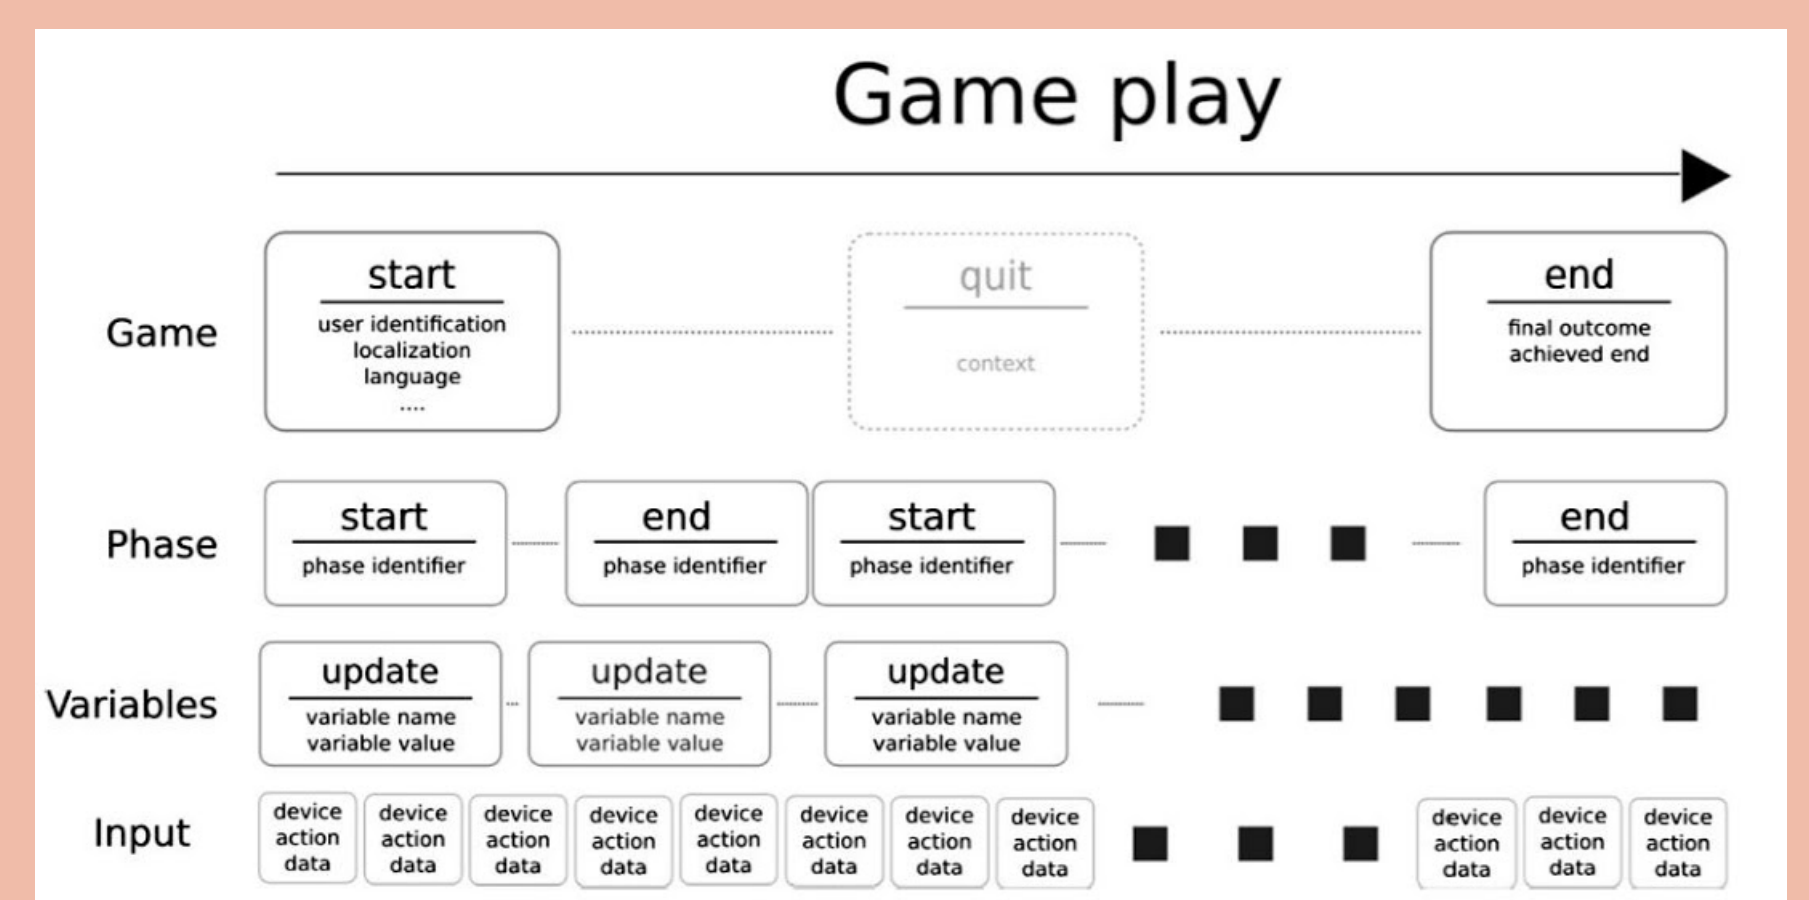 Game play
Game
start
user identification
localization
language
....
quit
context
end
final outcome
achieved end
Phase
start
phase identifier
end
phase identifier
start
phase identifier
end
phase identifier
Variables
update
variable name
variable value
update
variable name
variable value
update
variable name
variable value
Input
device
action
data
device
action
data
device
action
data
device
action
data
device
action
data
device
action
data
device
action
data
device
action
data
device
action
data
device
action
data
device
action
data